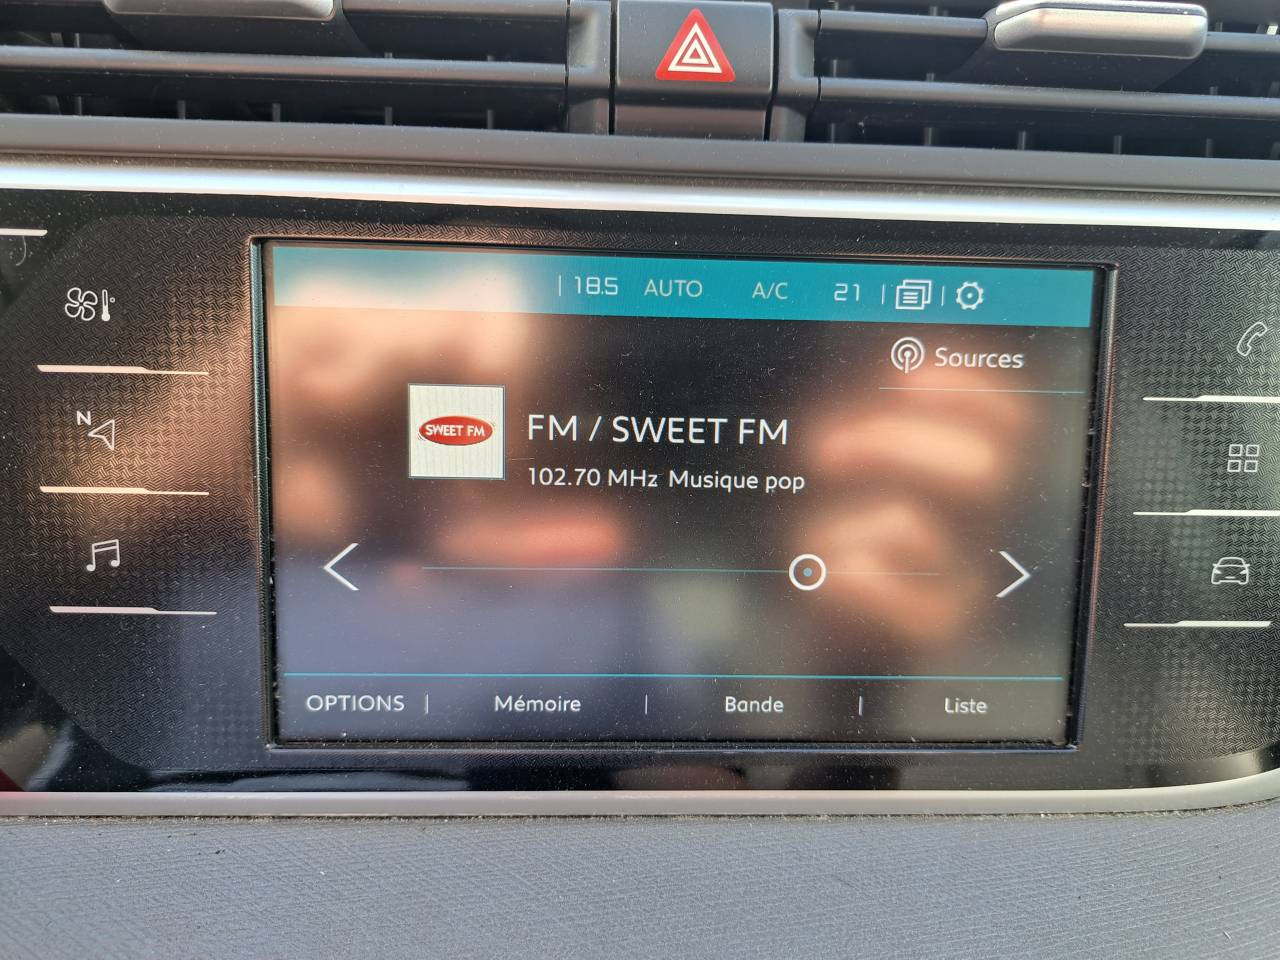 18.5 AUTO A/C 21
Sources
SWEET FM
FM / SWEET FM
102.70 MHz Musique pop
N
OPTIONS | Mémoire | Bande | Liste